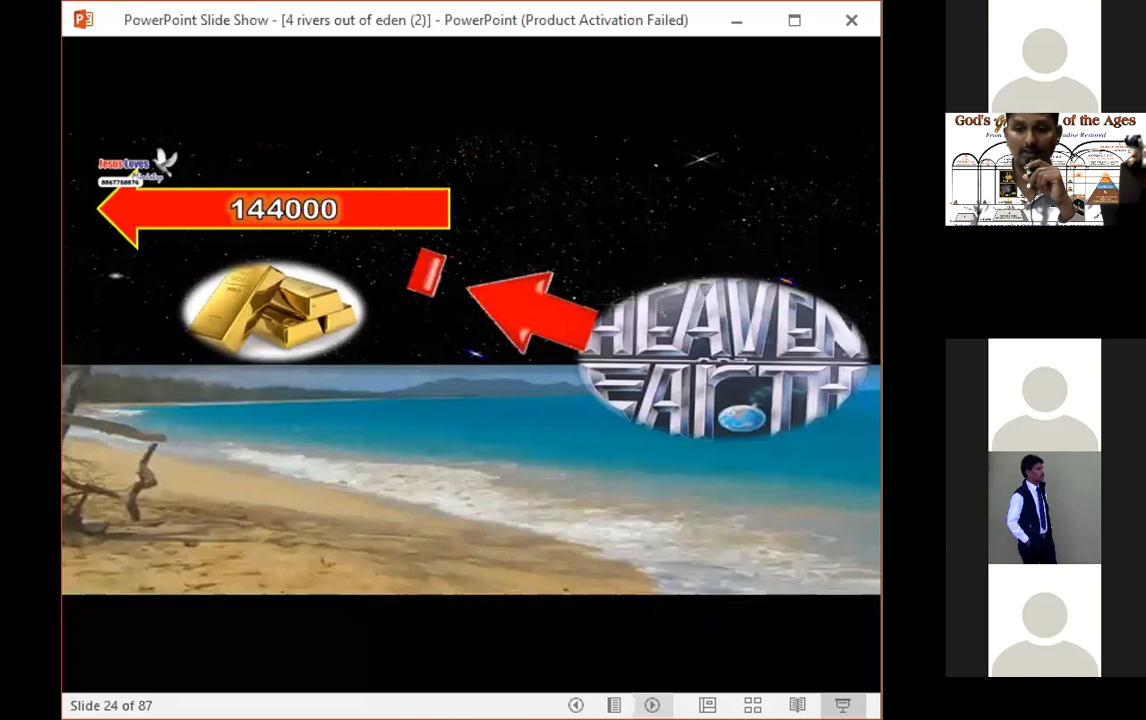 PowerPoint Slide Show - [4 rivers out of eden (2)] - PowerPoint (Product Activation Failed)
Jesus Loves
8867760876
144000
HEAVEN
EARTH
Slide 24 of 87
God's
of the Ages